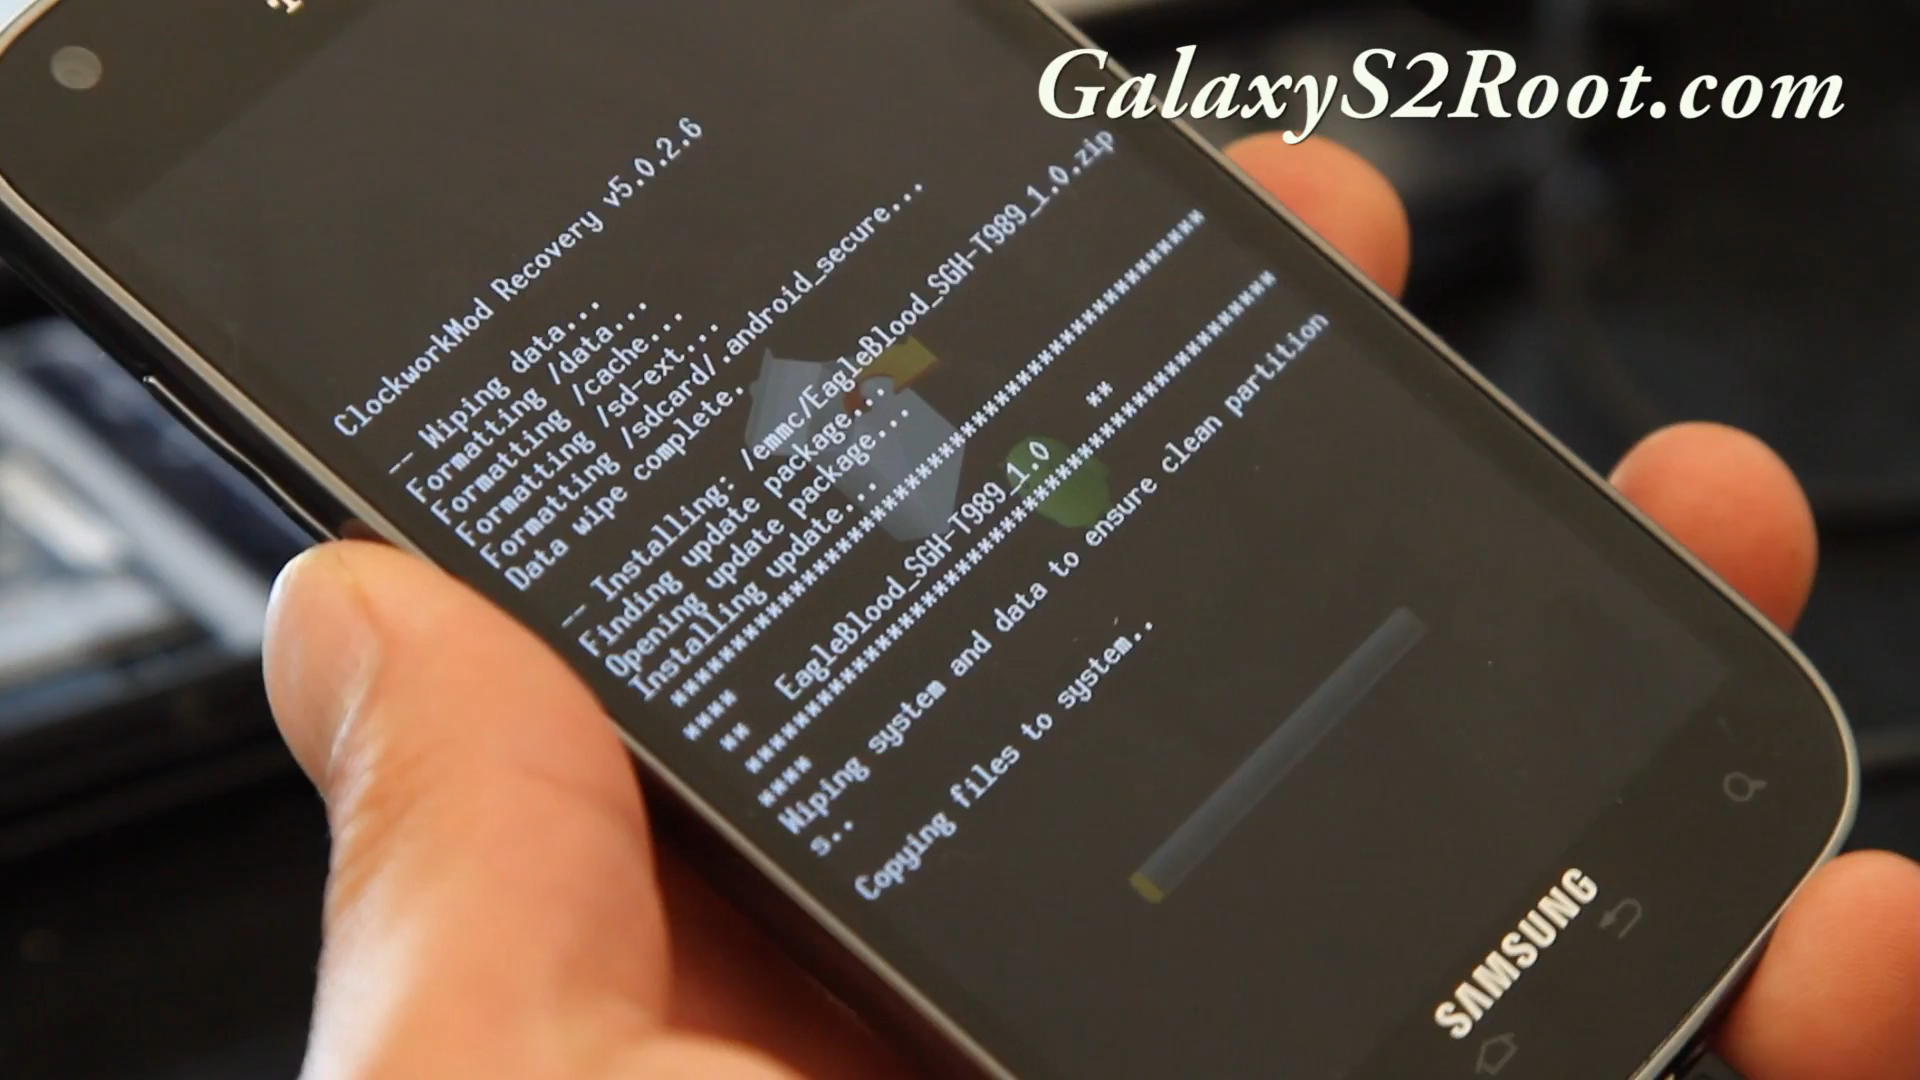 GalaxyS2Root.com
ClockworkMod Recovery v5.0.2.6
-- Wiping data...
Formatting /data...
Formatting /cache...
Formatting /sd-ext...
Formatting /sdcard/.android_secure...
Data wipe complete.
-- Installing: /emmc/EagleBlood_SGH-T989_1.0.zip
Finding update package...
Opening update package...
Installing update...
EagleBlood_SGH-T989_1.0
Wiping system and data to ensure clean partition
s..
Copying files to system..
SAMSUNG